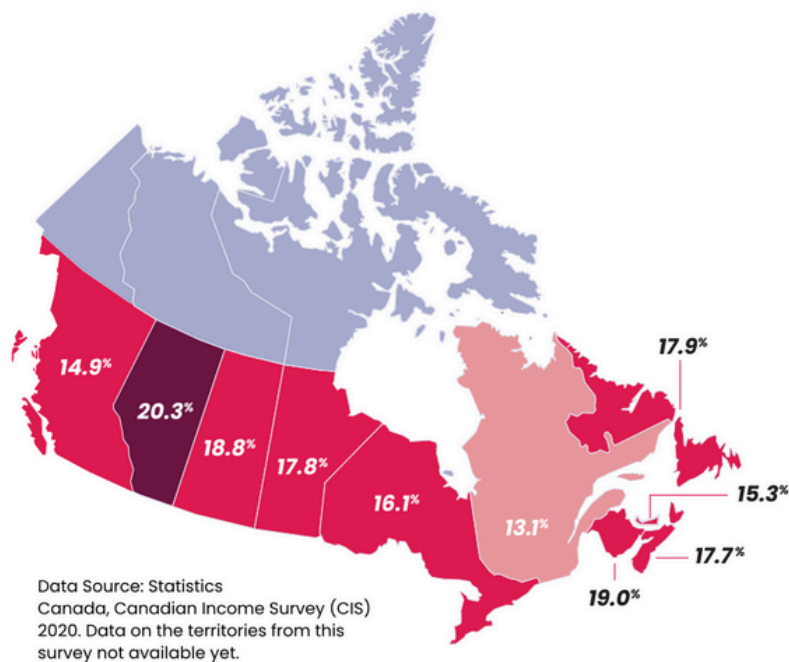 17.9%
14.9%
20.3%
18.8%
17.8%
16.1%
13.1%
15.3%
17.7%
19.0%
Data Source: Statistics
Canada, Canadian Income Survey (CIS)
2020. Data on the territories from this
survey not available yet.